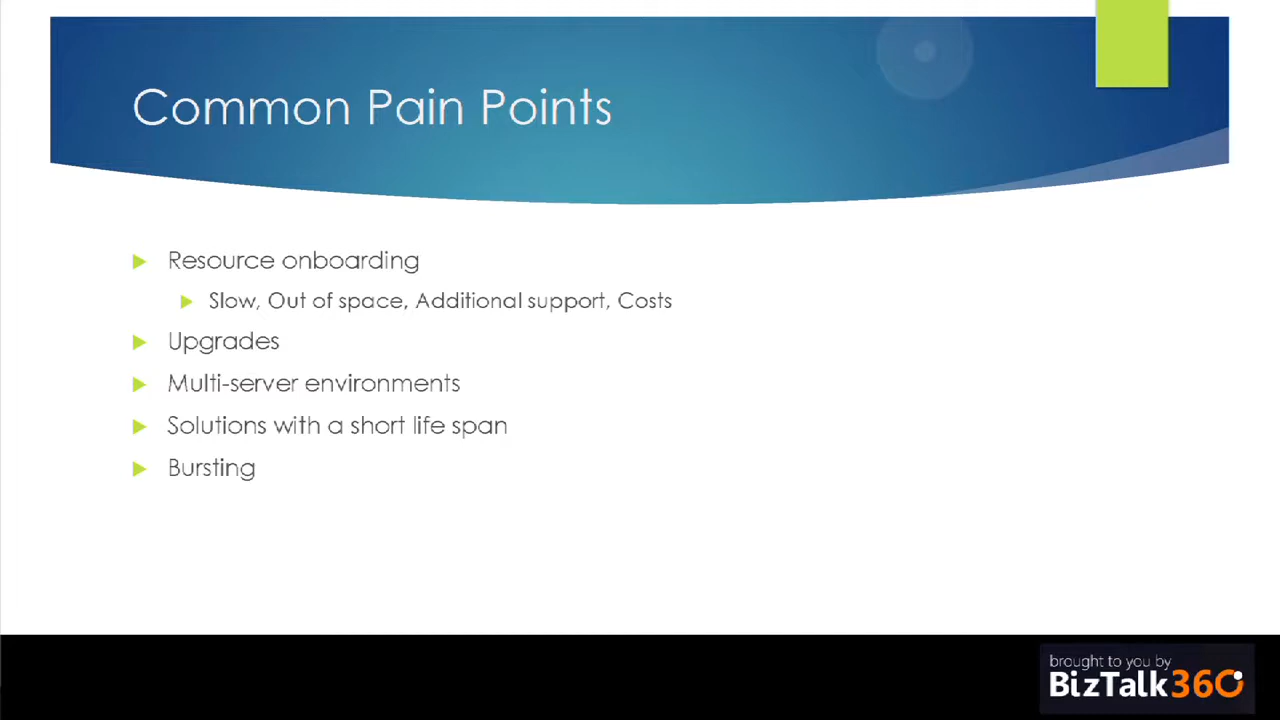 Common Pain Points
Resource onboarding
Slow, Out of space, Additional support, Costs
Upgrades
Multi-server environments
Solutions with a short life span
Bursting
brought to you by
BizTalk360